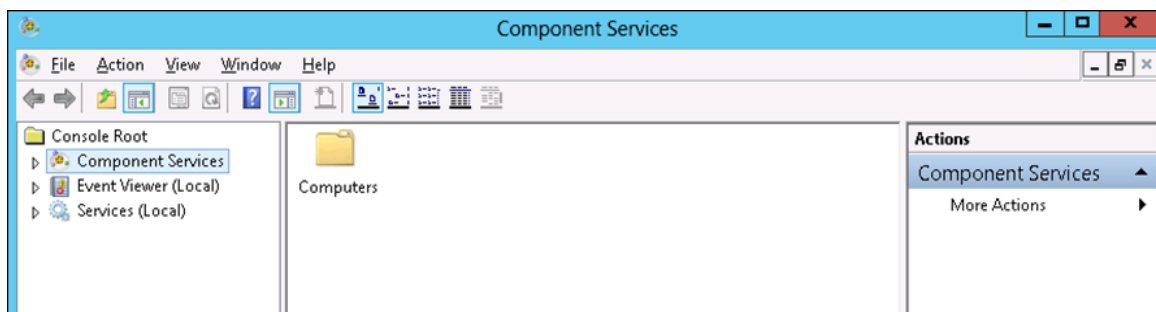 Component Services
File Action View Window Help
Console Root
Component Services
Event Viewer (Local)
Services (Local)
Computers
Actions
Component Services
More Actions